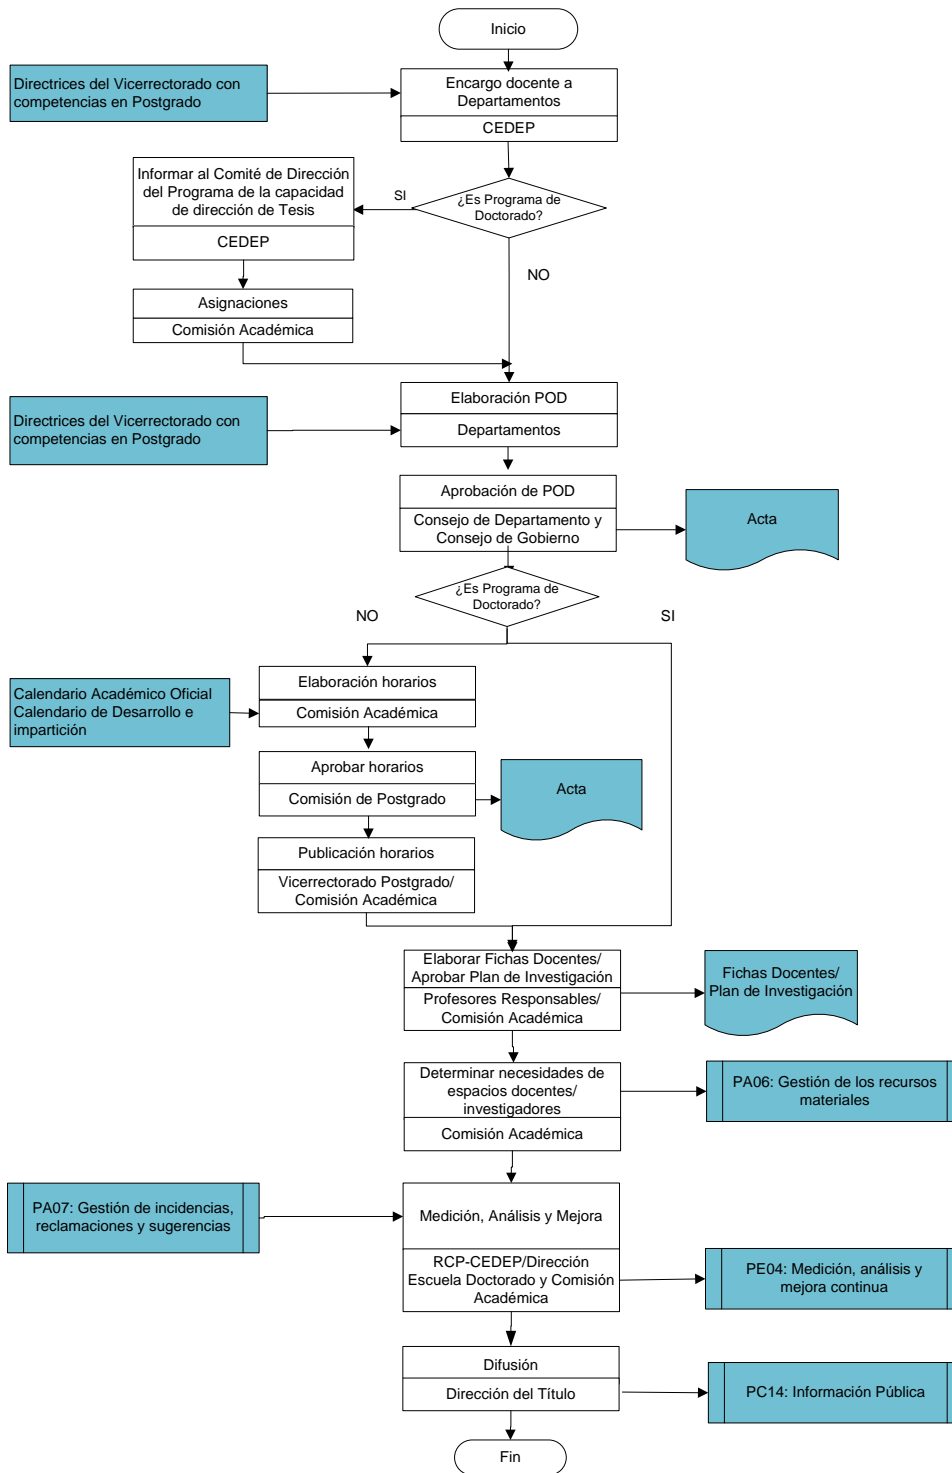 Inicio
Directrices del Vicerrectorado con
competencias en Postgrado
Encargo docente a
Departamentos
CEDEP
Informar al Comité de Dirección
del Programa de la capacidad
de dirección de Tesis
CEDEP
SI
¿Es Programa de
Doctorado?
NO
Asignaciones
Comisión Académica
Directrices del Vicerrectorado con
competencias en Postgrado
Elaboración POD
Departamentos
Aprobación de POD
Consejo de Departamento y
Consejo de Gobierno
Acta
¿Es Programa de
Doctorado?
NO
SI
Calendario Académico Oficial
Calendario de Desarrollo e
impartición
Elaboración horarios
Comisión Académica
Aprobar horarios
Comisión de Postgrado
Acta
Publicación horarios
Vicerrectorado Postgrado/
Comisión Académica
Elaborar Fichas Docentes/
Aprobar Plan de Investigación
Profesores Responsables/
Comisión Académica
Fichas Docentes/
Plan de Investigación
Determinar necesidades de
espacios docentes/
investigadores
Comisión Académica
PA06: Gestión de los recursos
materiales
PA07: Gestión de incidencias,
reclamaciones y sugerencias
Medición, Análisis y Mejora
RCP-CEDEP/Dirección
Escuela Doctorado y Comisión
Académica
PE04: Medición, análisis y
mejora continua
Difusión
Dirección del Título
PC14: Información Pública
Fin